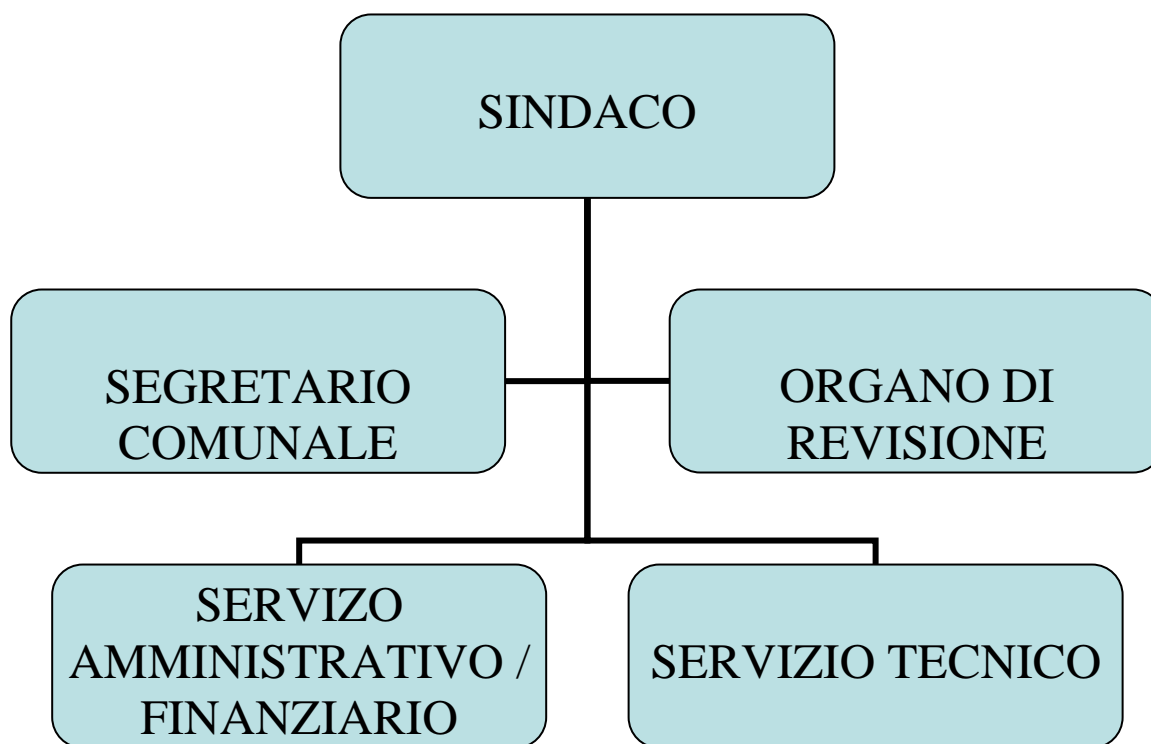 SINDACO
SEGRETARIO
COMUNALE
ORGANO DI
REVISIONE
SERVIZO
AMMINISTRATIVO /
FINANZIARIO
SERVIZIO TECNICO